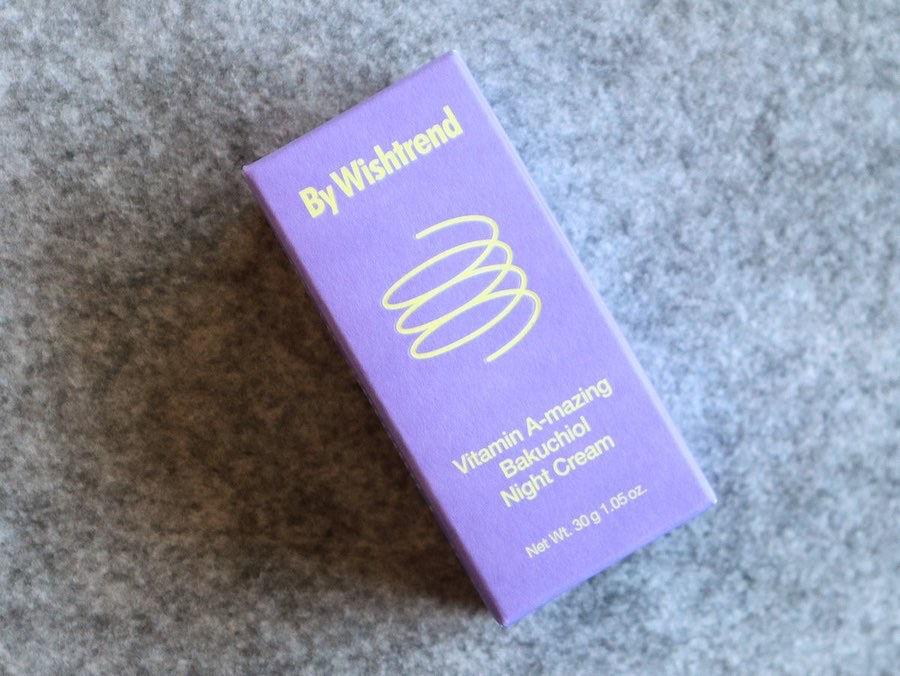 By Wishtrend
Vitamin A-mazing
Bakuchiol
Night Cream
Net Wt. 30 g 1.05 oz.